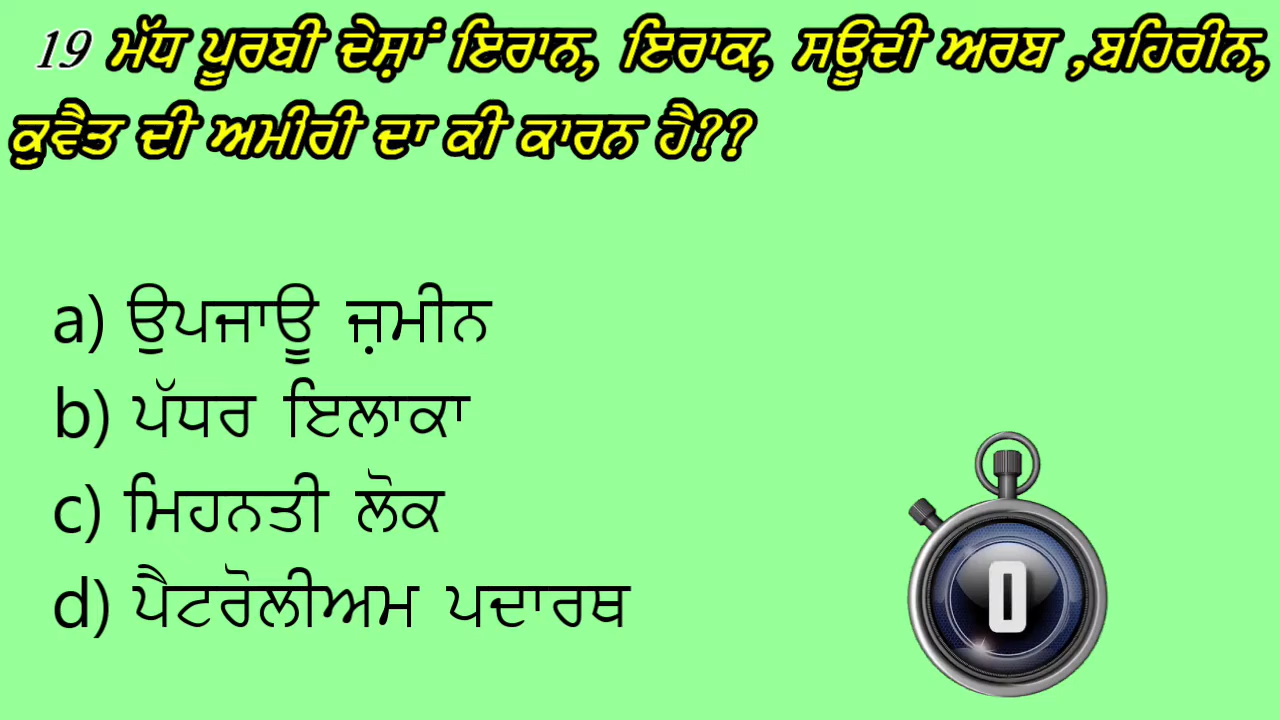 19 ਮੱਧ ਪੂਰਬੀ ਦੇਸ਼ਾਂ ਇਰਾਨ, ਇਰਾਕ, ਸਊਦੀ ਅਰਬ ,ਬਹਿਰੀਨ,
ਕੁਵੈਤ ਦੀ ਅਮੀਰੀ ਦਾ ਕੀ ਕਾਰਨ ਹੈ??
a) ਉਪਜਾਊ ਜ਼ਮੀਨ
b) ਪੱਧਰ ਇਲਾਕਾ
c) ਮਿਹਨਤੀ ਲੋਕ
d) ਪੈਟਰੋਲੀਅਮ ਪਦਾਰਥ
0